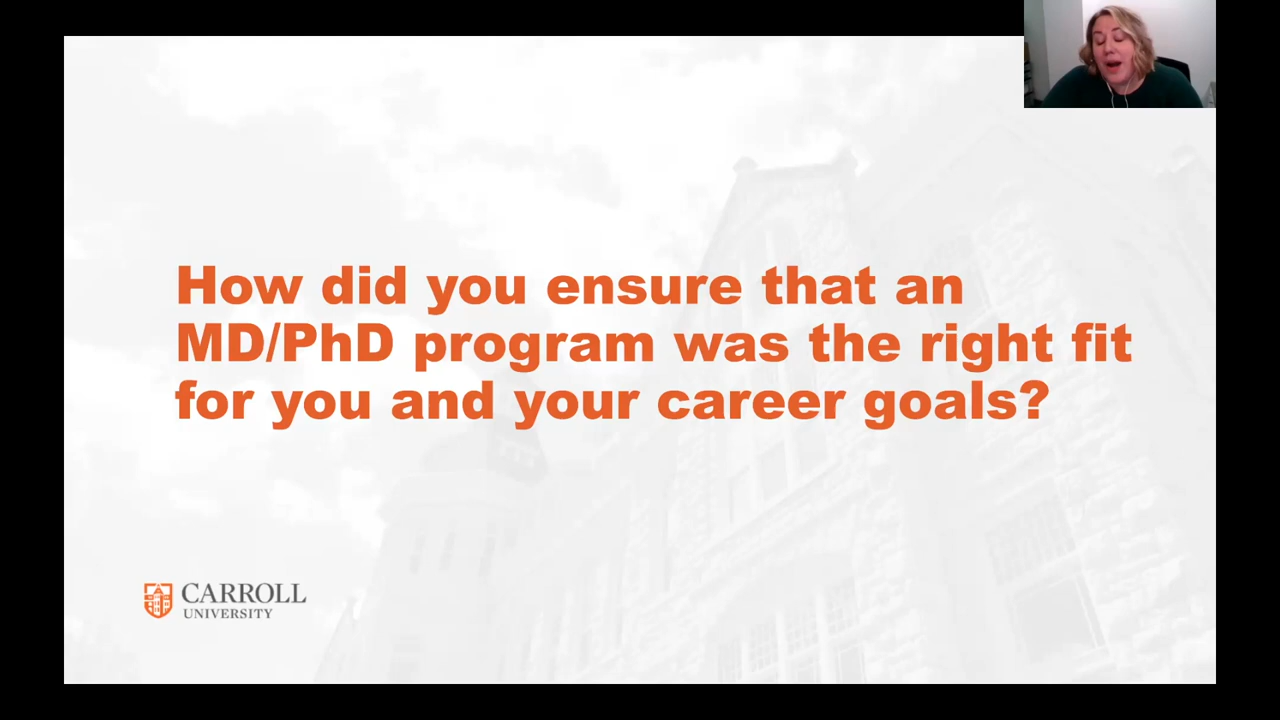 How did you ensure that an
MD/PhD program was the right fit
for you and your career goals?
CARROLL
UNIVERSITY